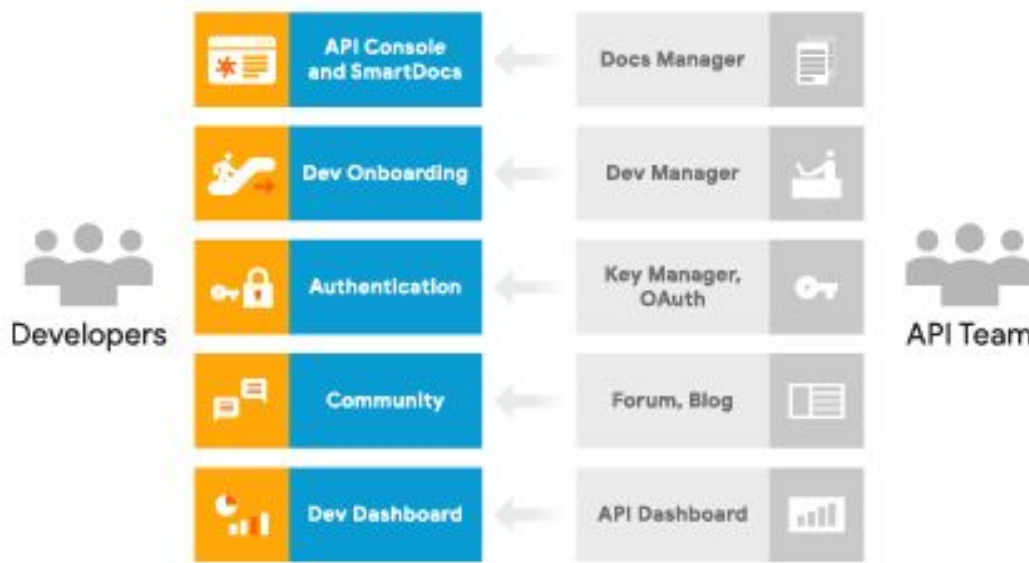 API Console
and SmartDocs
Docs Manager
Dev Onboarding
Dev Manager
Developers
Authentication
Key Manager,
OAuth
API Team
Community
Forum, Blog
Dev Dashboard
API Dashboard